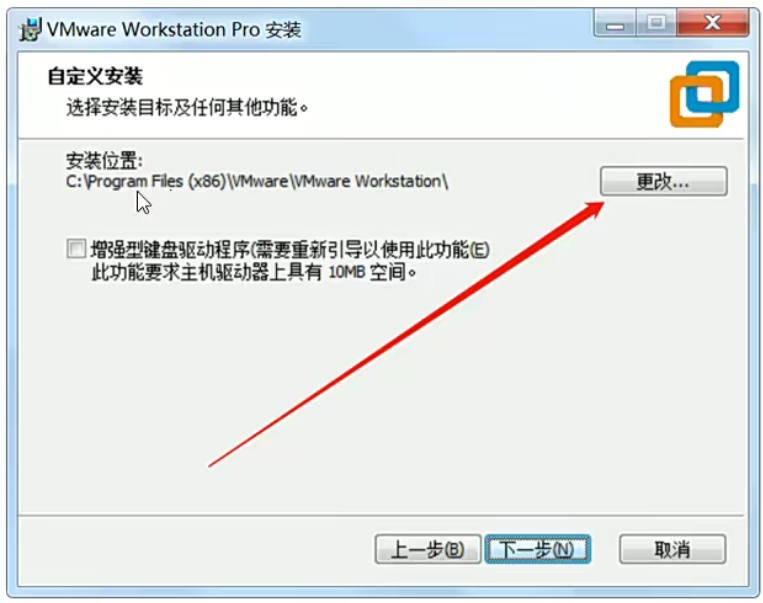 VMware Workstation Pro 安装
自定义安装
选择安装目标及任何其他功能。
安装位置:
C:\Program Files (x86)\VMware\VMware Workstation\
更改...
增强型键盘驱动程序(需要重新引导以使用此功能(E)
此功能要求主机驱动器上具有 10MB 空间。
上一步(B)
下一步(N)
取消